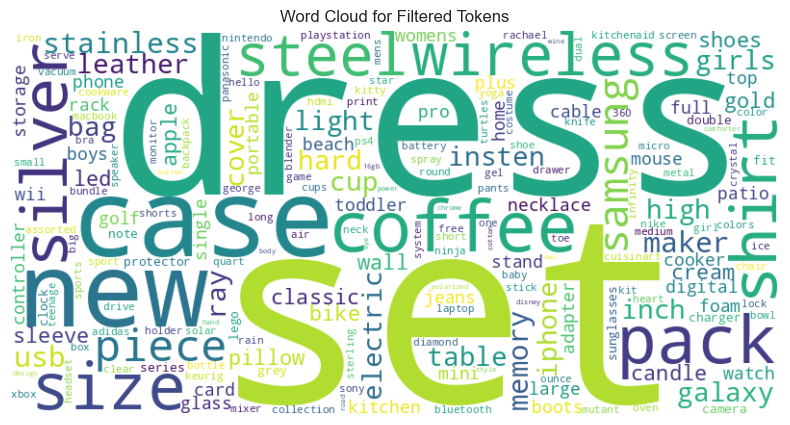 Word Cloud for Filtered Tokens
dress
set
new
case
coffee
silver
steel
wireless
shirt
pack
size
piece
samsung
stainless
leather
bag
light
hard
cup
cover
portable
insten
high
maker
galaxy
iphone
memory
electric
table
usb
ray
inch
womens
shoes
girls
top
gold
plus
pro
home
cable
full
double
mouse
patio
beach
necklace
toddler
apple
phone
rack
storage
boys
led
wii
golf
single
wall
stand
classic
bike
jeans
mini
pillow
card
glass
kitchen
boots
large
adapter
foam
digital
cream
cooker
candle
watch
camera
charger
sleeve
controller
xbox
iron
serve
vacuum
cookware
macbook
bra
small
bundle
speaker
monitor
backpack
nintendo
panasonic
playstation
mens
hello
star
kitty
print
hdmi
turtles
yoga
rachael
wine
costume
dual
kitchenaid
screen
knife
360
color
micro
comforter
battery
spray
shoe
round
gel
drawer
pants
metal
crystal
fit
infinity
nike
girl
colors
medium
ice
cuisinart
chair
kit
heart
lock
bowl
sunglasses
oven
mutant
ounce
bluetooth
diamond
laptop
polarized
disney
style
stick
baby
ninja
system
short
free
one
cotton
toe
neck
air
long
george
blender
game
cups
ps4
16gb
power
button
chrome
body
shorts
note
assorted
big
sport
sports
protector
quart
clock
teenage
drive
adidas
box
holder
solar
lego
rain
hand
clear
bottle
keurig
series
headset
design
grey
sterling
sony
mixer
collection
road